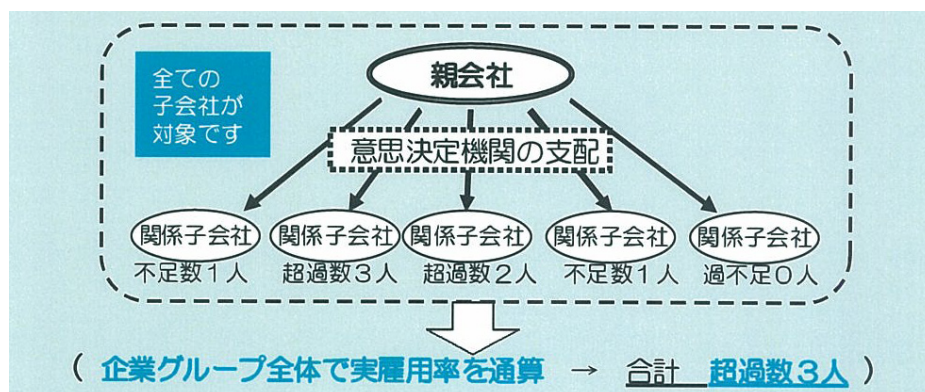 全ての
子会社が
対象です
親会社
意思決定機関の支配
関係子会社 関係子会社 関係子会社 関係子会社 関係子会社
不足数1人 超過数3人 超過数2人 不足数1人 過不足0人
( 企業グループ全体で実雇用率を通算 → 合計 超過数3人 )